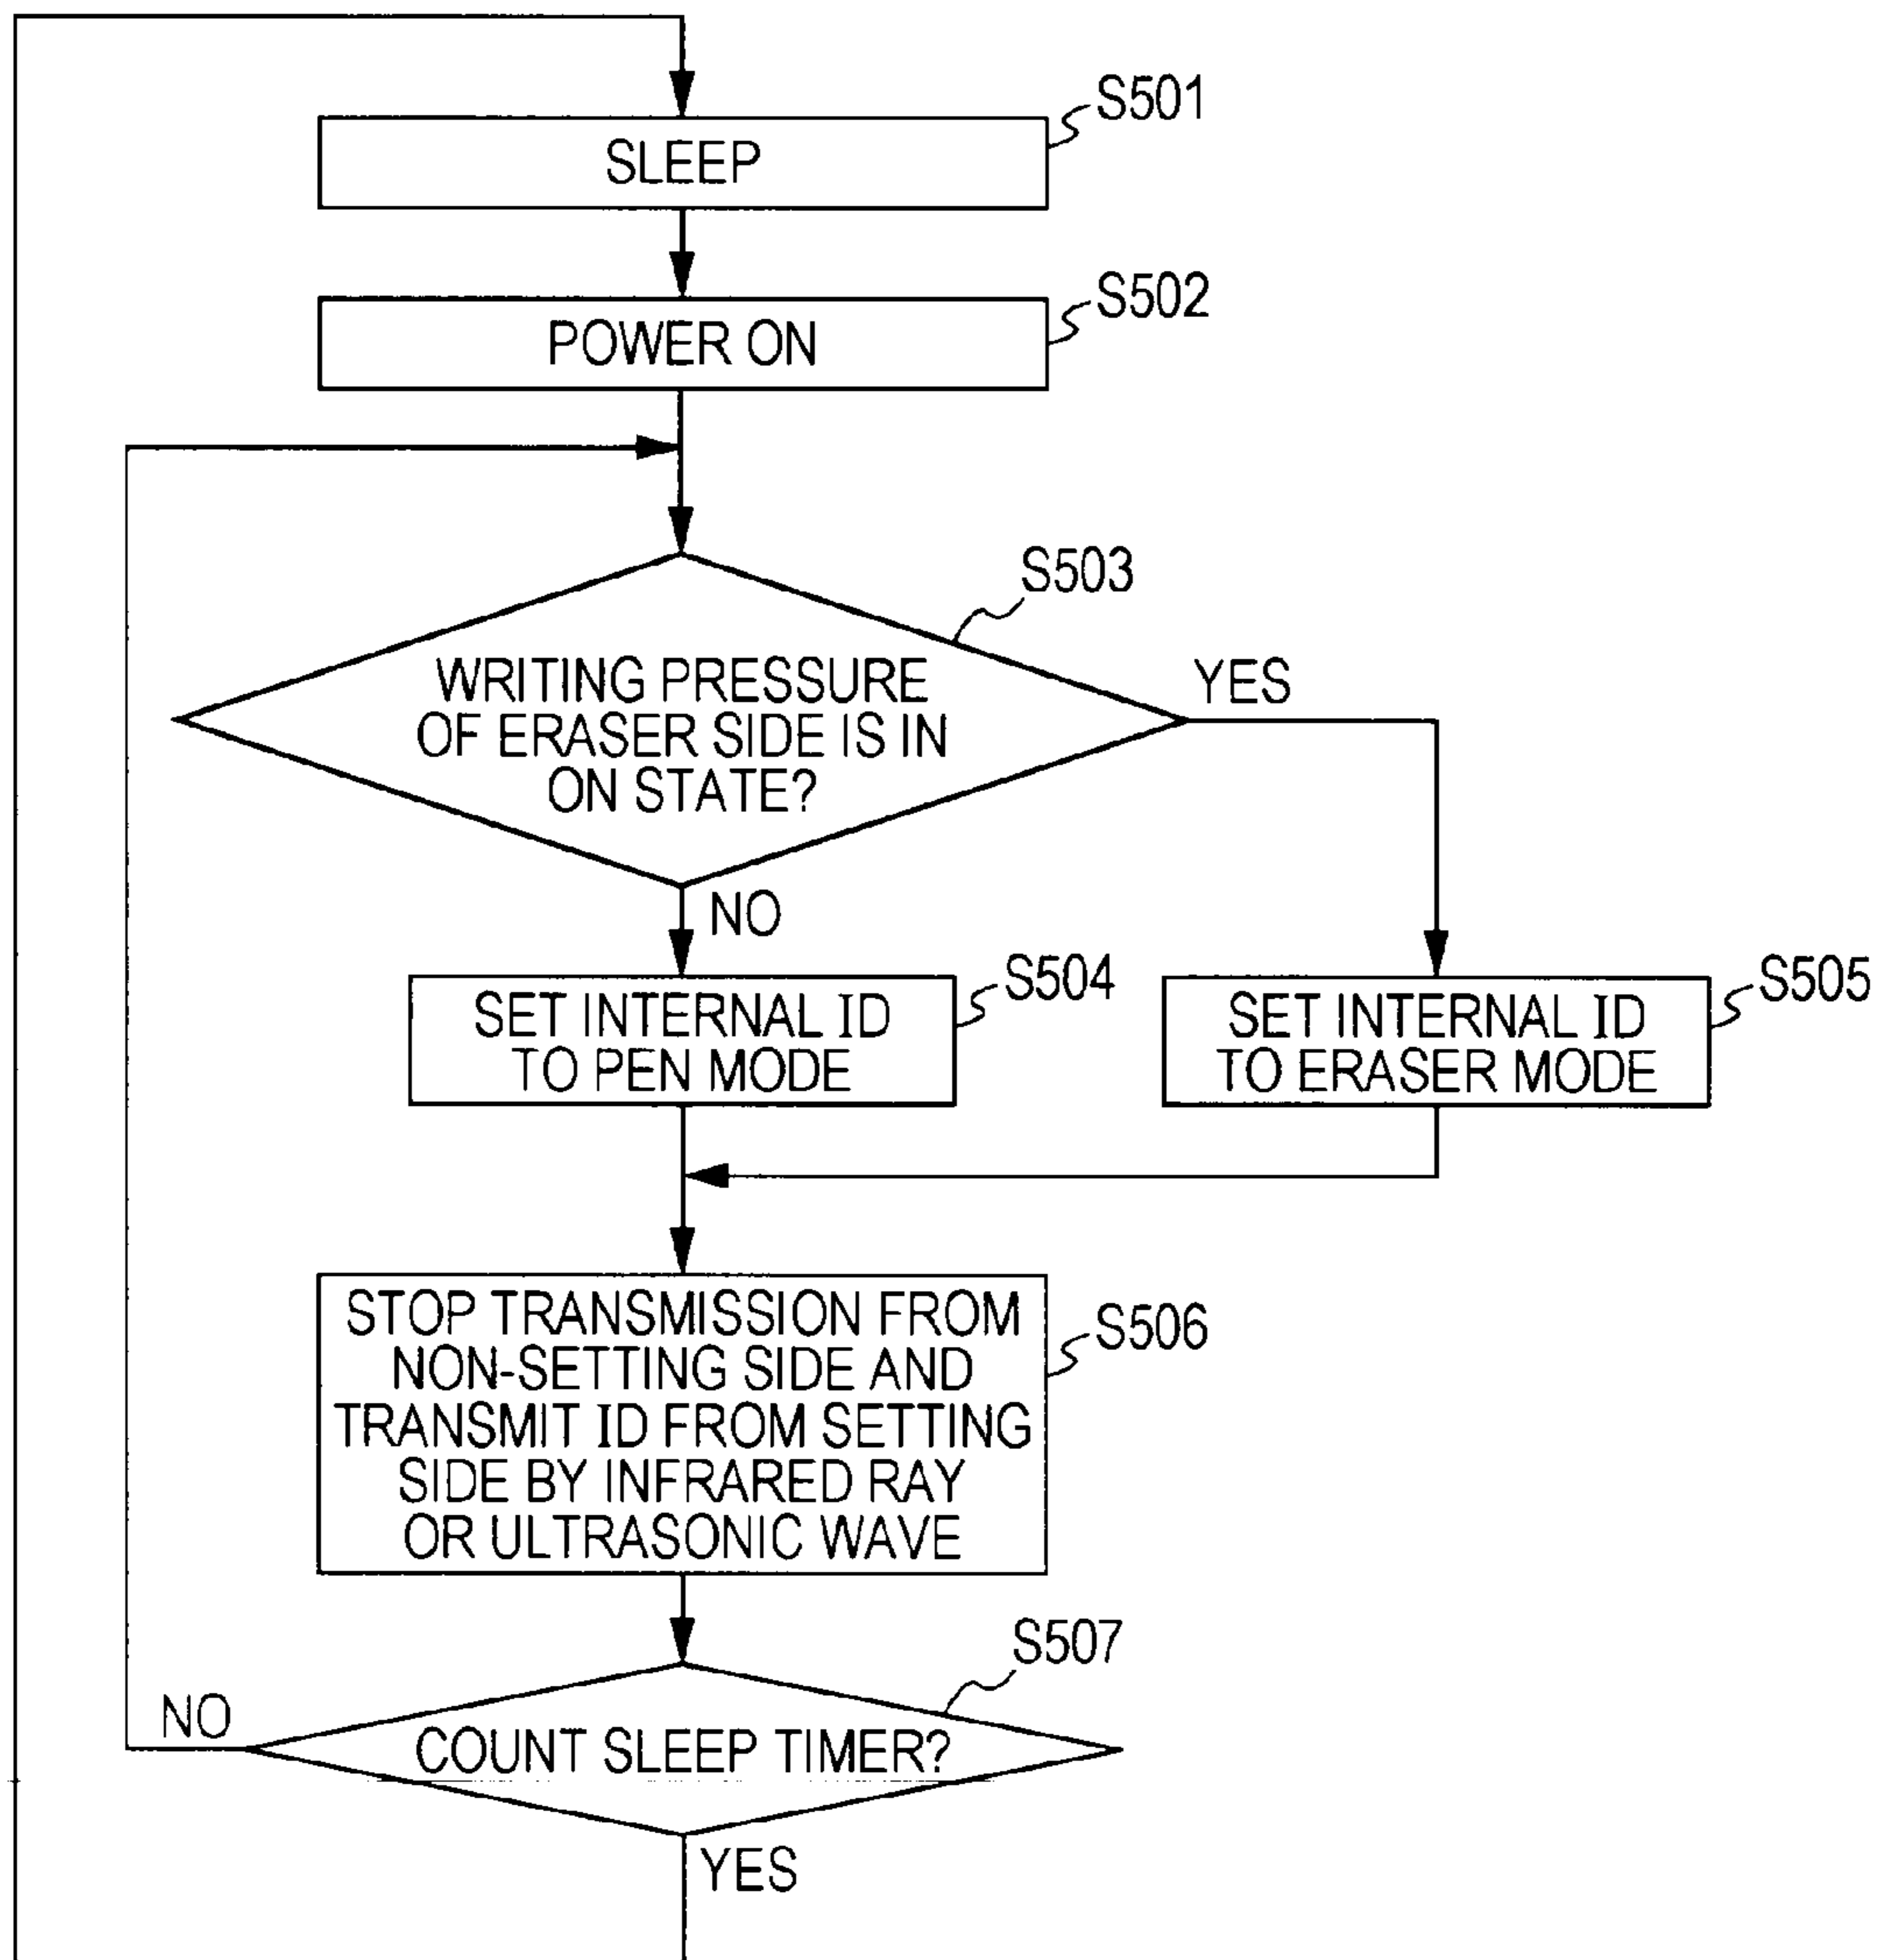 S501
SLEEP
S502
POWER ON
S503
WRITING PRESSURE
OF ERASER SIDE IS IN
ON STATE?
YES
NO
S504
SET INTERNAL ID
TO PEN MODE
S505
SET INTERNAL ID
TO ERASER MODE
S506
STOP TRANSMISSION FROM
NON-SETTING SIDE AND
TRANSMIT ID FROM SETTING
SIDE BY INFRARED RAY
OR ULTRASONIC WAVE
S507
NO
COUNT SLEEP TIMER?
YES